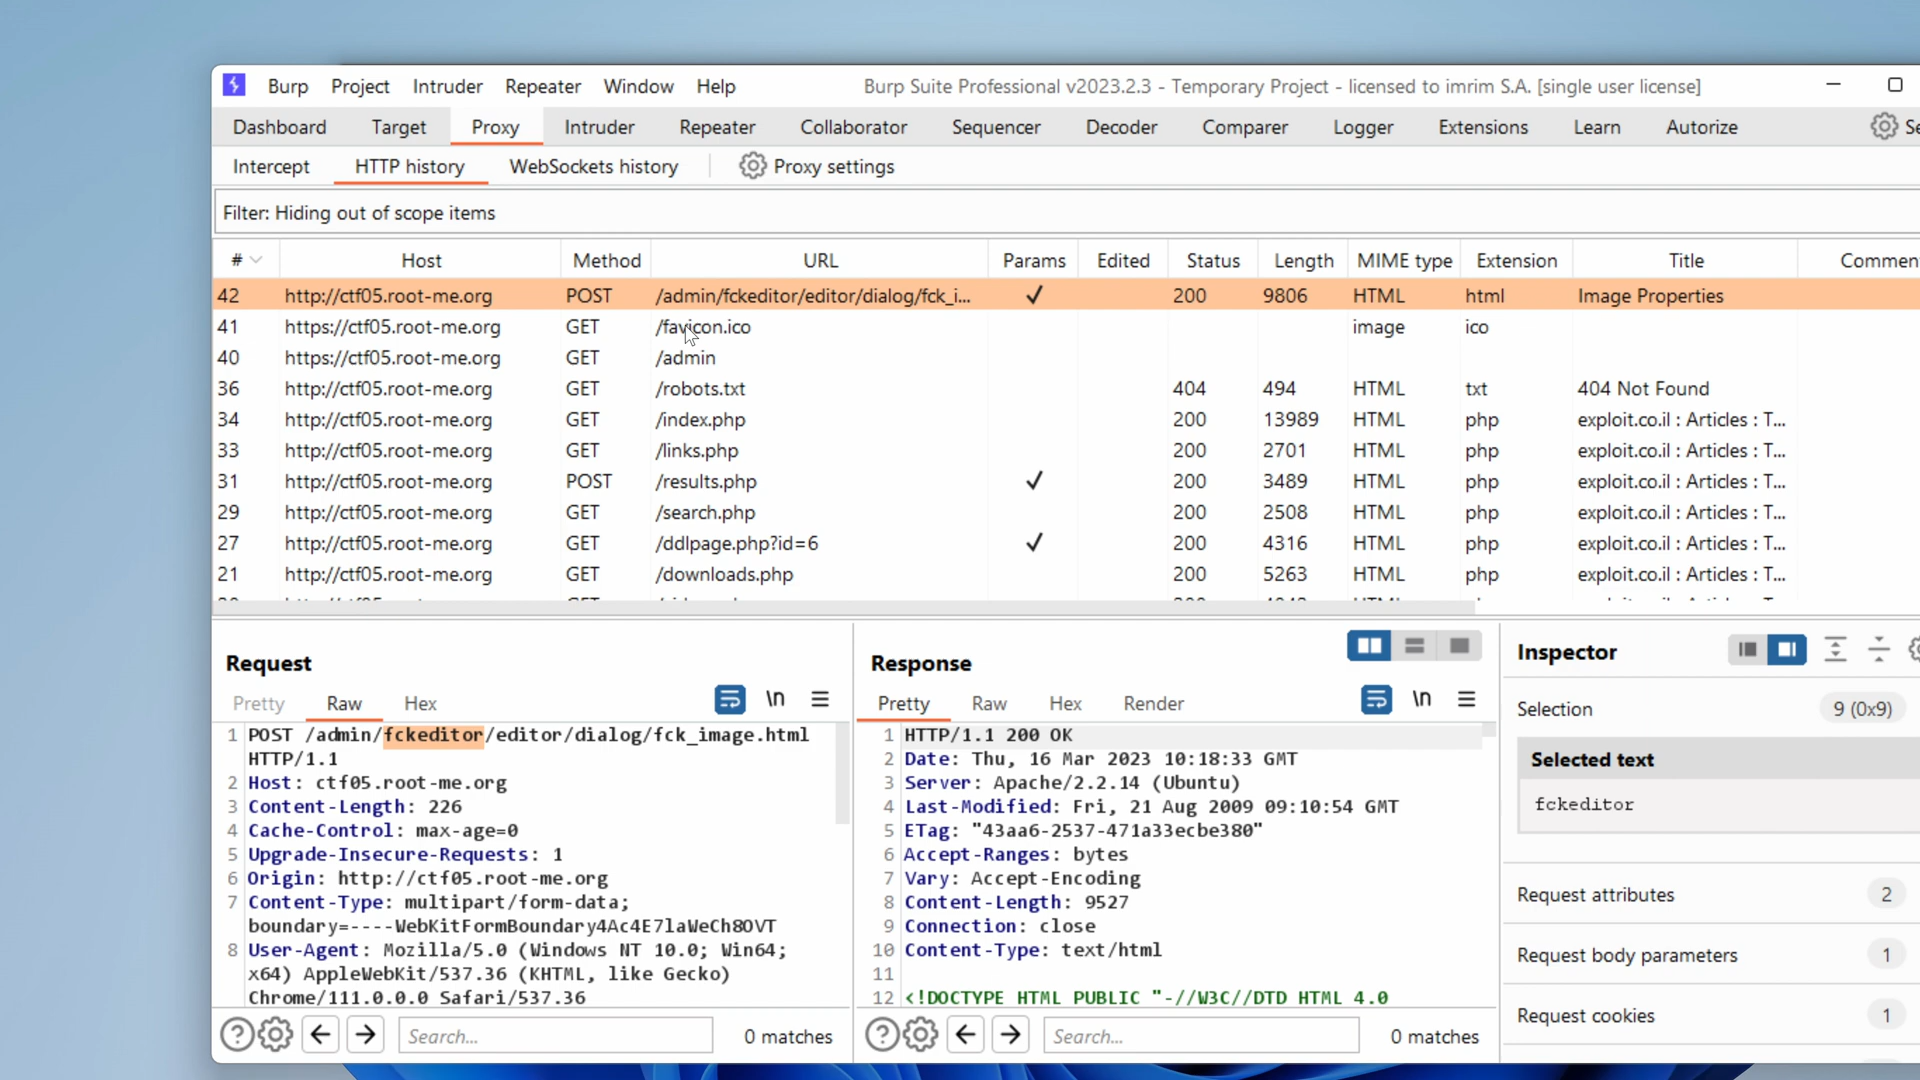 Burp Project Intruder Repeater Window Help Burp Suite Professional v2023.2.3 - Temporary Project - licensed to imrim S.A. [single user license]
Dashboard Target Proxy Intruder Repeater Collaborator Sequencer Decoder Comparer Logger Extensions Learn Autorize
Intercept HTTP history WebSockets history Proxy settings
Filter: Hiding out of scope items
# Host Method URL Params Edited Status Length MIME type Extension Title Commen
42 http://ctf05.root-me.org POST /admin/fckeditor/editor/dialog/fck_i... ✓ 200 9806 HTML html Image Properties
41 https://ctf05.root-me.org GET /favicon.ico image ico
40 https://ctf05.root-me.org GET /admin
36 http://ctf05.root-me.org GET /robots.txt 404 494 HTML txt 404 Not Found
34 http://ctf05.root-me.org GET /index.php 200 13989 HTML php exploit.co.il : Articles : T...
33 http://ctf05.root-me.org GET /links.php 200 2701 HTML php exploit.co.il : Articles : T...
31 http://ctf05.root-me.org POST /results.php ✓ 200 3489 HTML php exploit.co.il : Articles : T...
29 http://ctf05.root-me.org GET /search.php 200 2508 HTML php exploit.co.il : Articles : T...
27 http://ctf05.root-me.org GET /ddlpage.php?id=6 ✓ 200 4316 HTML php exploit.co.il : Articles : T...
21 http://ctf05.root-me.org GET /downloads.php 200 5263 HTML php exploit.co.il : Articles : T...
Request
Pretty Raw Hex \n
1 POST /admin/fckeditor/editor/dialog/fck_image.html
HTTP/1.1
2 Host: ctf05.root-me.org
3 Content-Length: 226
4 Cache-Control: max-age=0
5 Upgrade-Insecure-Requests: 1
6 Origin: http://ctf05.root-me.org
7 Content-Type: multipart/form-data;
boundary=----WebKitFormBoundary4Ac4E7laWeCh8OVT
8 User-Agent: Mozilla/5.0 (Windows NT 10.0; Win64;
x64) AppleWebKit/537.36 (KHTML, like Gecko)
Chrome/111.0.0.0 Safari/537.36
Search... 0 matches
Response
Pretty Raw Hex Render \n
1 HTTP/1.1 200 OK
2 Date: Thu, 16 Mar 2023 10:18:33 GMT
3 Server: Apache/2.2.14 (Ubuntu)
4 Last-Modified: Fri, 21 Aug 2009 09:10:54 GMT
5 ETag: "43aa6-2537-471a33ecbe380"
6 Accept-Ranges: bytes
7 Vary: Accept-Encoding
8 Content-Length: 9527
9 Connection: close
10 Content-Type: text/html
11
12 <!DOCTYPE HTML PUBLIC "-//W3C//DTD HTML 4.0
Search... 0 matches
Inspector
Selection 9 (0x9)
Selected text
fckeditor
Request attributes 2
Request body parameters 1
Request cookies 1